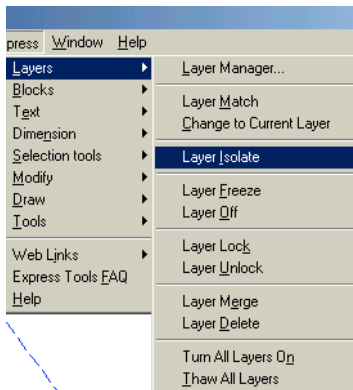 press Window Help
Layers
Blocks
Text
Dimension
Selection tools
Modify
Draw
Tools
Web Links
Express Tools FAQ
Help
Layer Manager...
Layer Match
Change to Current Layer
Layer Isolate
Layer Freeze
Layer Off
Layer Lock
Layer Unlock
Layer Merge
Layer Delete
Turn All Layers On
Thaw All Layers